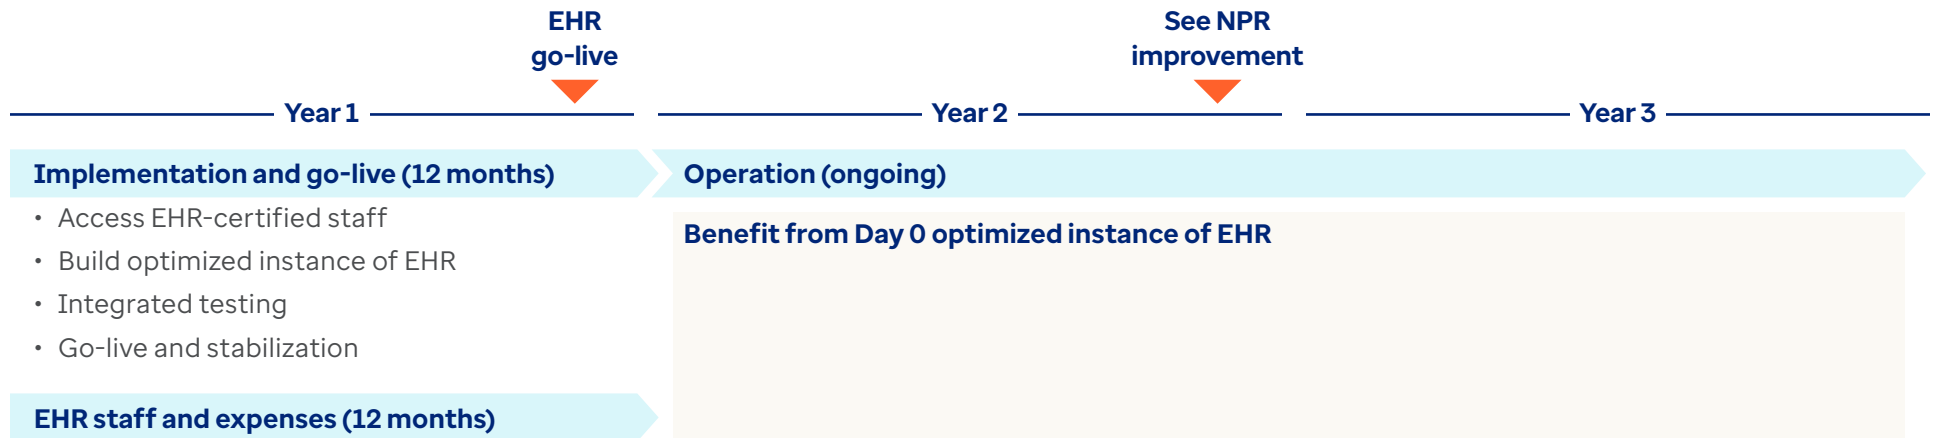 EHR
go-live
See NPR
improvement
Year 1
Year 2
Year 3
Implementation and go-live (12 months)
Operation (ongoing)
• Access EHR-certified staff
• Build optimized instance of EHR
• Integrated testing
• Go-live and stabilization
Benefit from Day 0 optimized instance of EHR
EHR staff and expenses (12 months)